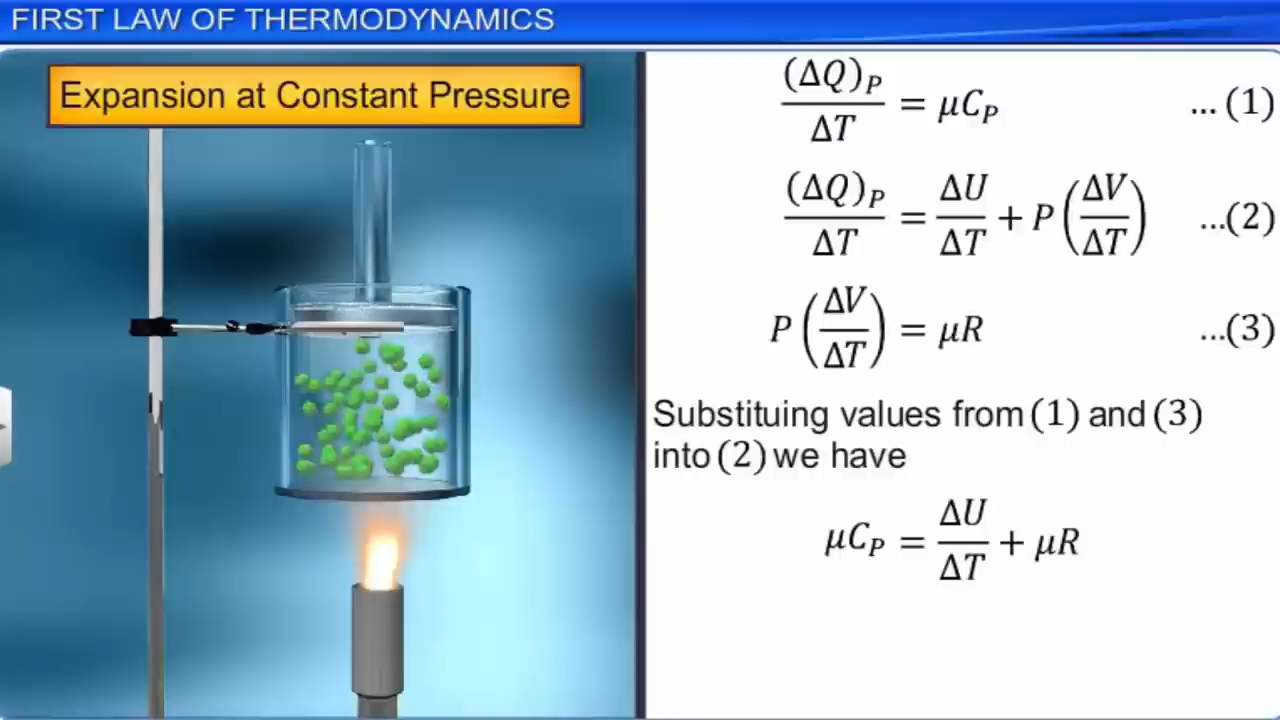 FIRST LAW OF THERMODYNAMICS
Expansion at Constant Pressure
(ΔQ)_P / ΔT = μC_P ... (1)
(ΔQ)_P / ΔT = ΔU / ΔT + P(ΔV / ΔT) ...(2)
P(ΔV / ΔT) = μR ...(3)
Substituing values from (1) and (3)
into (2) we have
μC_P = ΔU / ΔT + μR